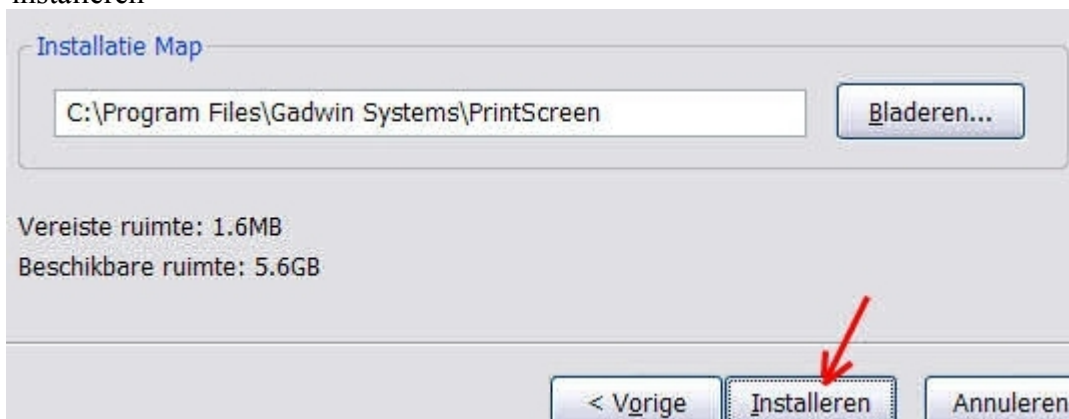 installeren
Installatie Map
C:\Program Files\Gadwin Systems\PrintScreen
Bladeren...
Vereiste ruimte: 1.6MB
Beschikbare ruimte: 5.6GB
< Vorige
Installeren
Annuleren